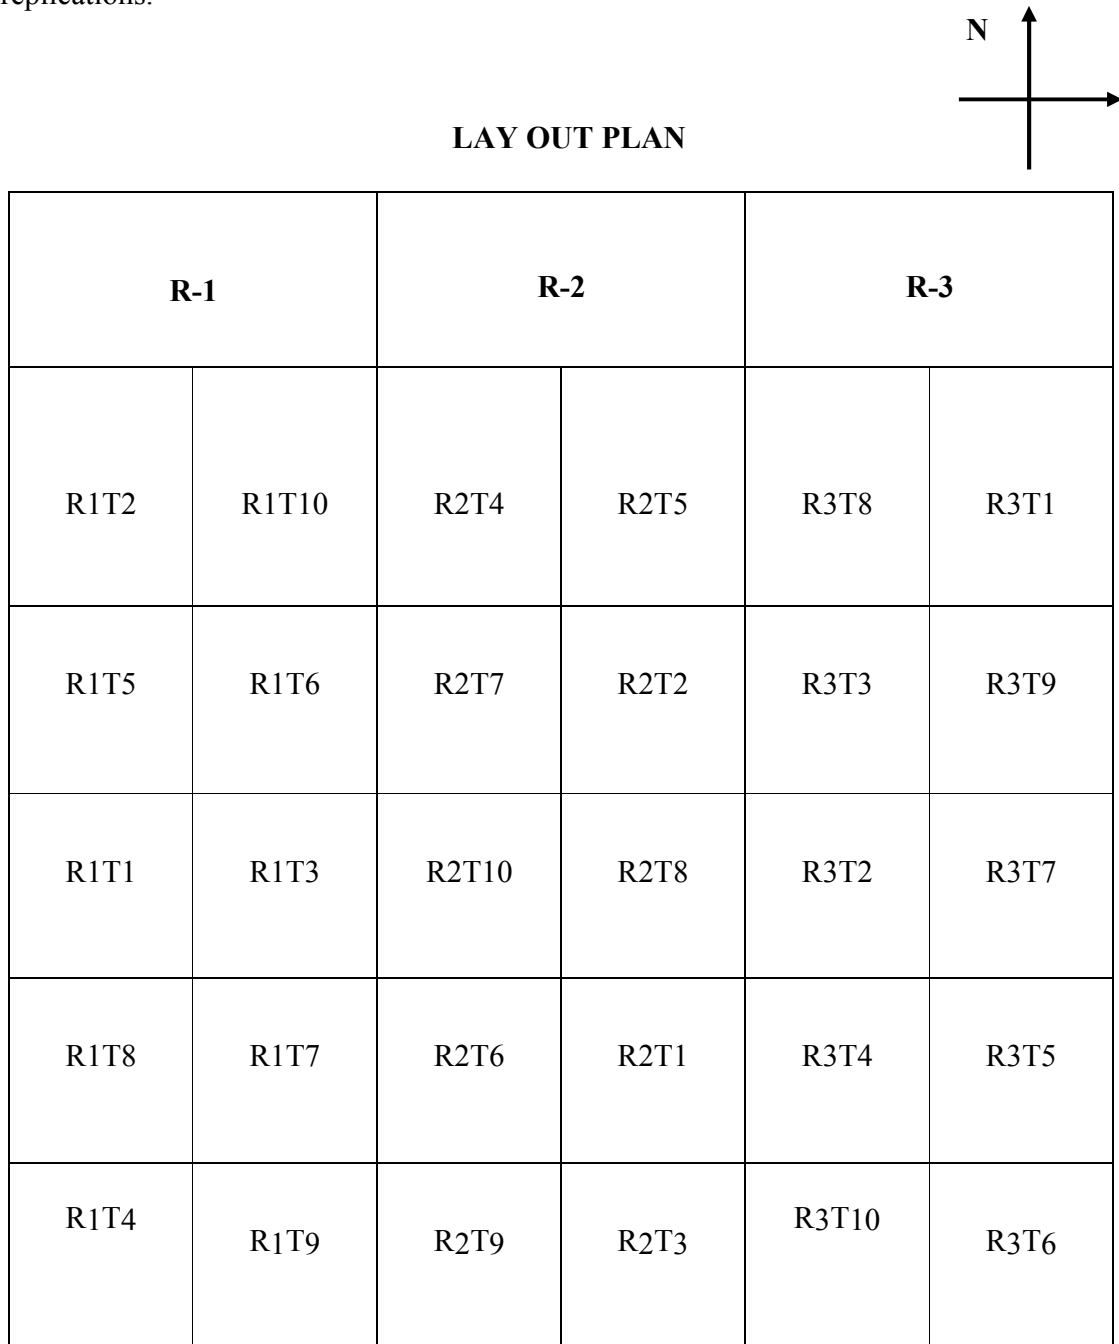 replications.
N
LAY OUT PLAN
R-1 R-2 R-3
R1T2 R1T10 R2T4 R2T5 R3T8 R3T1
R1T5 R1T6 R2T7 R2T2 R3T3 R3T9
R1T1 R1T3 R2T10 R2T8 R3T2 R3T7
R1T8 R1T7 R2T6 R2T1 R3T4 R3T5
R1T4 R1T9 R2T9 R2T3 R3T10 R3T6